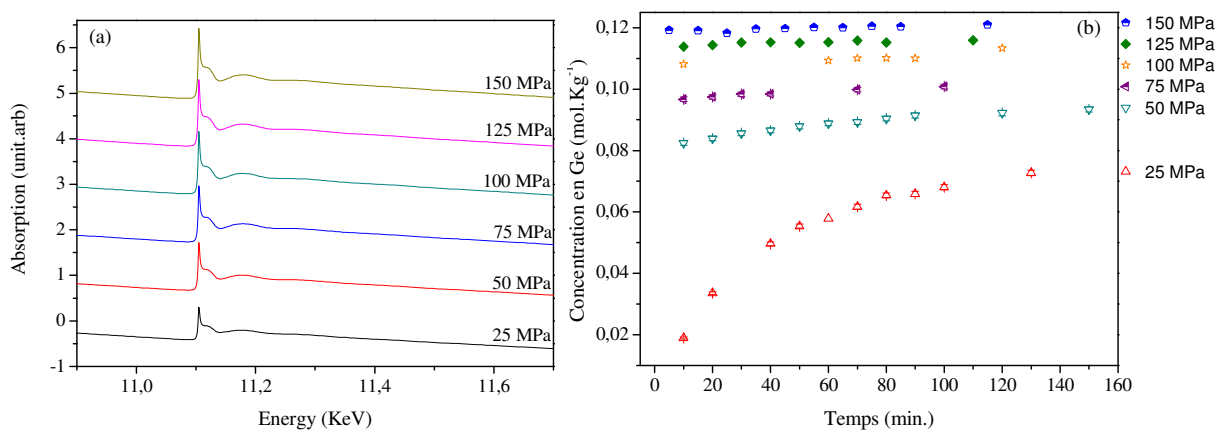 (a)
6
5
4
3
2
1
0
-1
150 MPa
125 MPa
100 MPa
75 MPa
50 MPa
25 MPa
11,0
11,2
11,4
11,6
Absorption (unit.arb)
Energy (KeV)
(b)
0,12
0,10
0,08
0,06
0,04
0,02
0
20
40
60
80
100
120
140
160
Concentration en Ge (mol.Kg⁻¹)
Temps (min.)
150 MPa
125 MPa
100 MPa
75 MPa
50 MPa
25 MPa